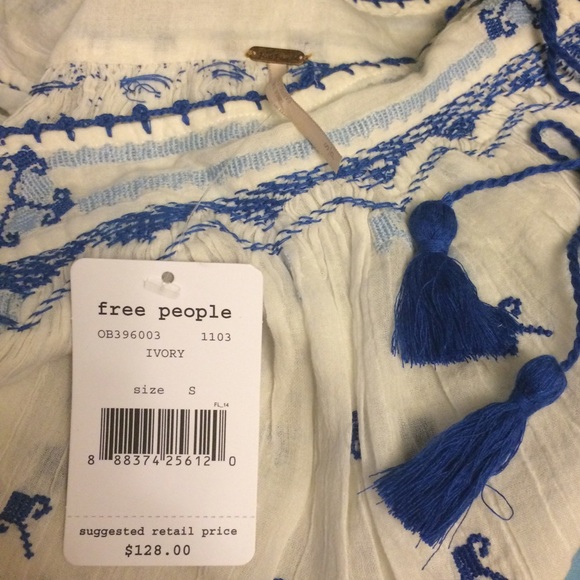 free people
OB396003 1103
IVORY
size S
FL_14
8 88374 25612 0
suggested retail price
$128.00